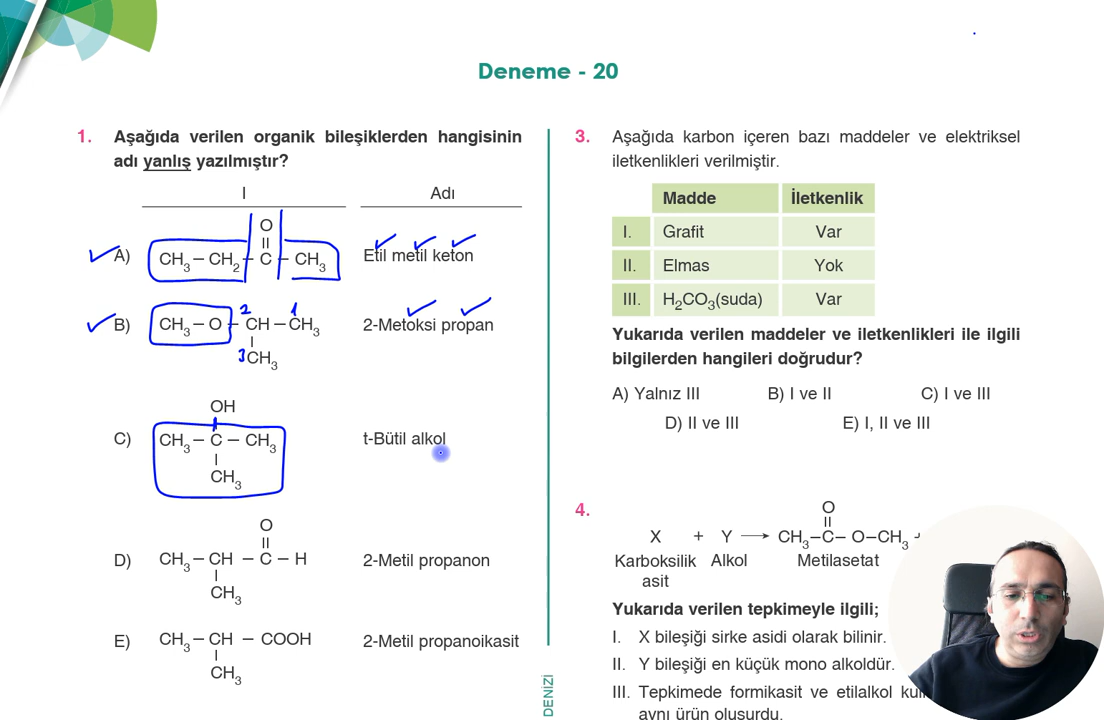 Deneme - 20
1. Aşağıda verilen organik bileşiklerden hangisinin
adı yanlış yazılmıştır?
I Adı
O
||
A) CH₃ – CH₂ – C – CH₃ Etil metil keton
2 1
B) CH₃ – O – CH – CH₃ 2-Metoksi propan
|
3 CH₃
OH
|
C) CH₃ – C – CH₃ t-Bütil alkol
|
CH₃
O
||
D) CH₃ – CH – C – H 2-Metil propanon
|
CH₃
E) CH₃ – CH – COOH 2-Metil propanoikasit
|
CH₃
DENİZİ
3. Aşağıda karbon içeren bazı maddeler ve elektriksel
iletkenlikleri verilmiştir.
Madde İletkenlik
I. Grafit Var
II. Elmas Yok
III. H₂CO₃(suda) Var
Yukarıda verilen maddeler ve iletkenlikleri ile ilgili
bilgilerden hangileri doğrudur?
A) Yalnız III B) I ve II C) I ve III
D) II ve III E) I, II ve III
4.
O
||
X + Y → CH₃–C– O–CH₃
Karboksilik Alkol Metilasetat
asit
Yukarıda verilen tepkimeyle ilgili;
I. X bileşiği sirke asidi olarak bilinir.
II. Y bileşiği en küçük mono alkoldür.
III. Tepkimede formikasit ve etilalkol
aynı ürün oluşurdu.